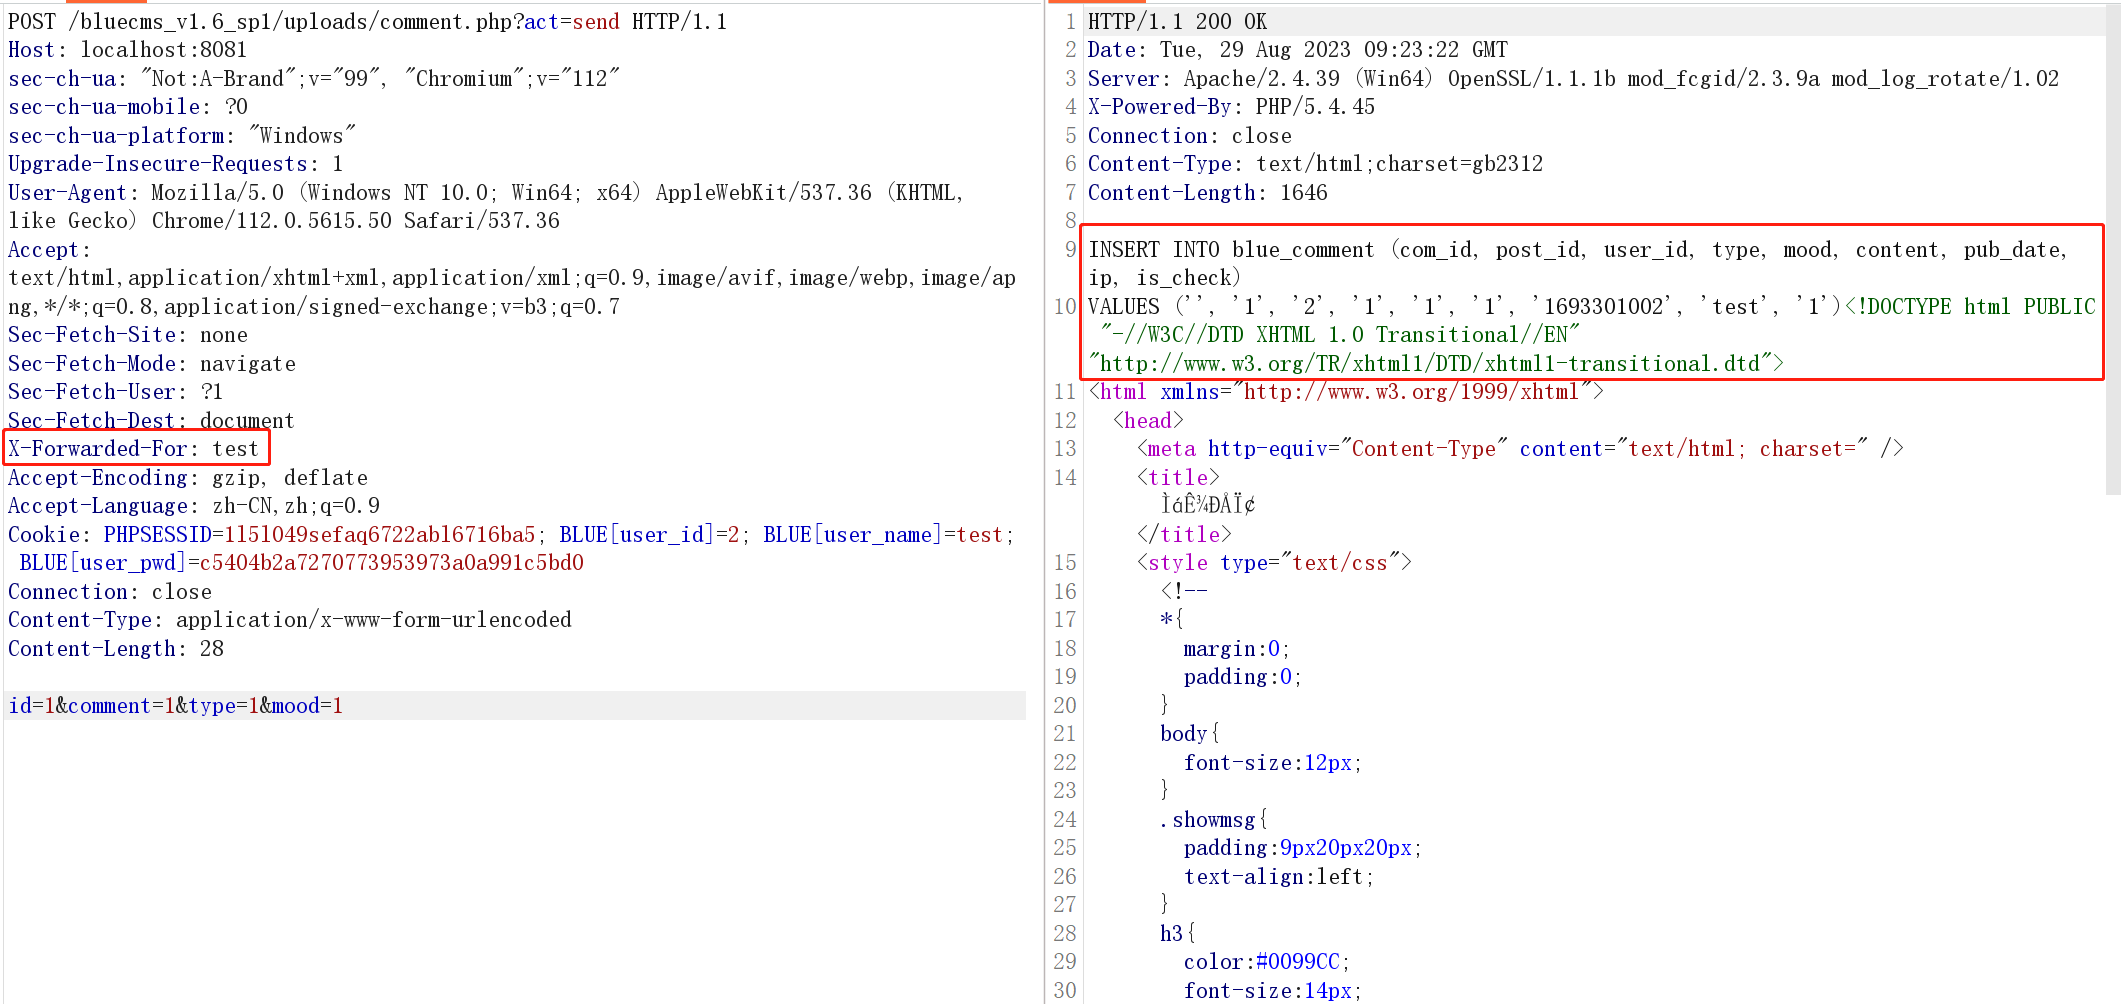 POST /bluecms_v1.6_sp1/uploads/comment.php?act=send HTTP/1.1
Host: localhost:8081
sec-ch-ua: "Not:A-Brand";v="99", "Chromium";v="112"
sec-ch-ua-mobile: ?0
sec-ch-ua-platform: "Windows"
Upgrade-Insecure-Requests: 1
User-Agent: Mozilla/5.0 (Windows NT 10.0; Win64; x64) AppleWebKit/537.36 (KHTML,
like Gecko) Chrome/112.0.5615.50 Safari/537.36
Accept:
text/html,application/xhtml+xml,application/xml;q=0.9,image/avif,image/webp,image/ap
ng,*/*;q=0.8,application/signed-exchange;v=b3;q=0.7
Sec-Fetch-Site: none
Sec-Fetch-Mode: navigate
Sec-Fetch-User: ?1
Sec-Fetch-Dest: document
X-Forwarded-For: test
Accept-Encoding: gzip, deflate
Accept-Language: zh-CN,zh;q=0.9
Cookie: PHPSESSID=1l5l049sefaq6722abl6716ba5; BLUE[user_id]=2; BLUE[user_name]=test;
BLUE[user_pwd]=c5404b2a7270773953973a0a991c5bd0
Connection: close
Content-Type: application/x-www-form-urlencoded
Content-Length: 28
id=1&comment=1&type=1&mood=1
1 HTTP/1.1 200 OK
2 Date: Tue, 29 Aug 2023 09:23:22 GMT
3 Server: Apache/2.4.39 (Win64) OpenSSL/1.1.1b mod_fcgid/2.3.9a mod_log_rotate/1.02
4 X-Powered-By: PHP/5.4.45
5 Connection: close
6 Content-Type: text/html;charset=gb2312
7 Content-Length: 1646
8
9 INSERT INTO blue_comment (com_id, post_id, user_id, type, mood, content, pub_date,
ip, is_check)
10 VALUES ('', '1', '2', '1', '1', '1', '1693301002', 'test', '1')<!DOCTYPE html PUBLIC
"-//W3C//DTD XHTML 1.0 Transitional//EN"
"http://www.w3.org/TR/xhtml1/DTD/xhtml1-transitional.dtd">
11 <html xmlns="http://www.w3.org/1999/xhtml">
12 <head>
13 <meta http-equiv="Content-Type" content="text/html; charset=" />
14 <title>
ÌáÊ¾ÐÅÏ¢
</title>
15 <style type="text/css">
16 <!--
17 *{
18 margin:0;
19 padding:0;
20 }
21 body{
22 font-size:12px;
23 }
24 .showmsg{
25 padding:9px20px20px;
26 text-align:left;
27 }
28 h3{
29 color:#0099CC;
30 font-size:14px;